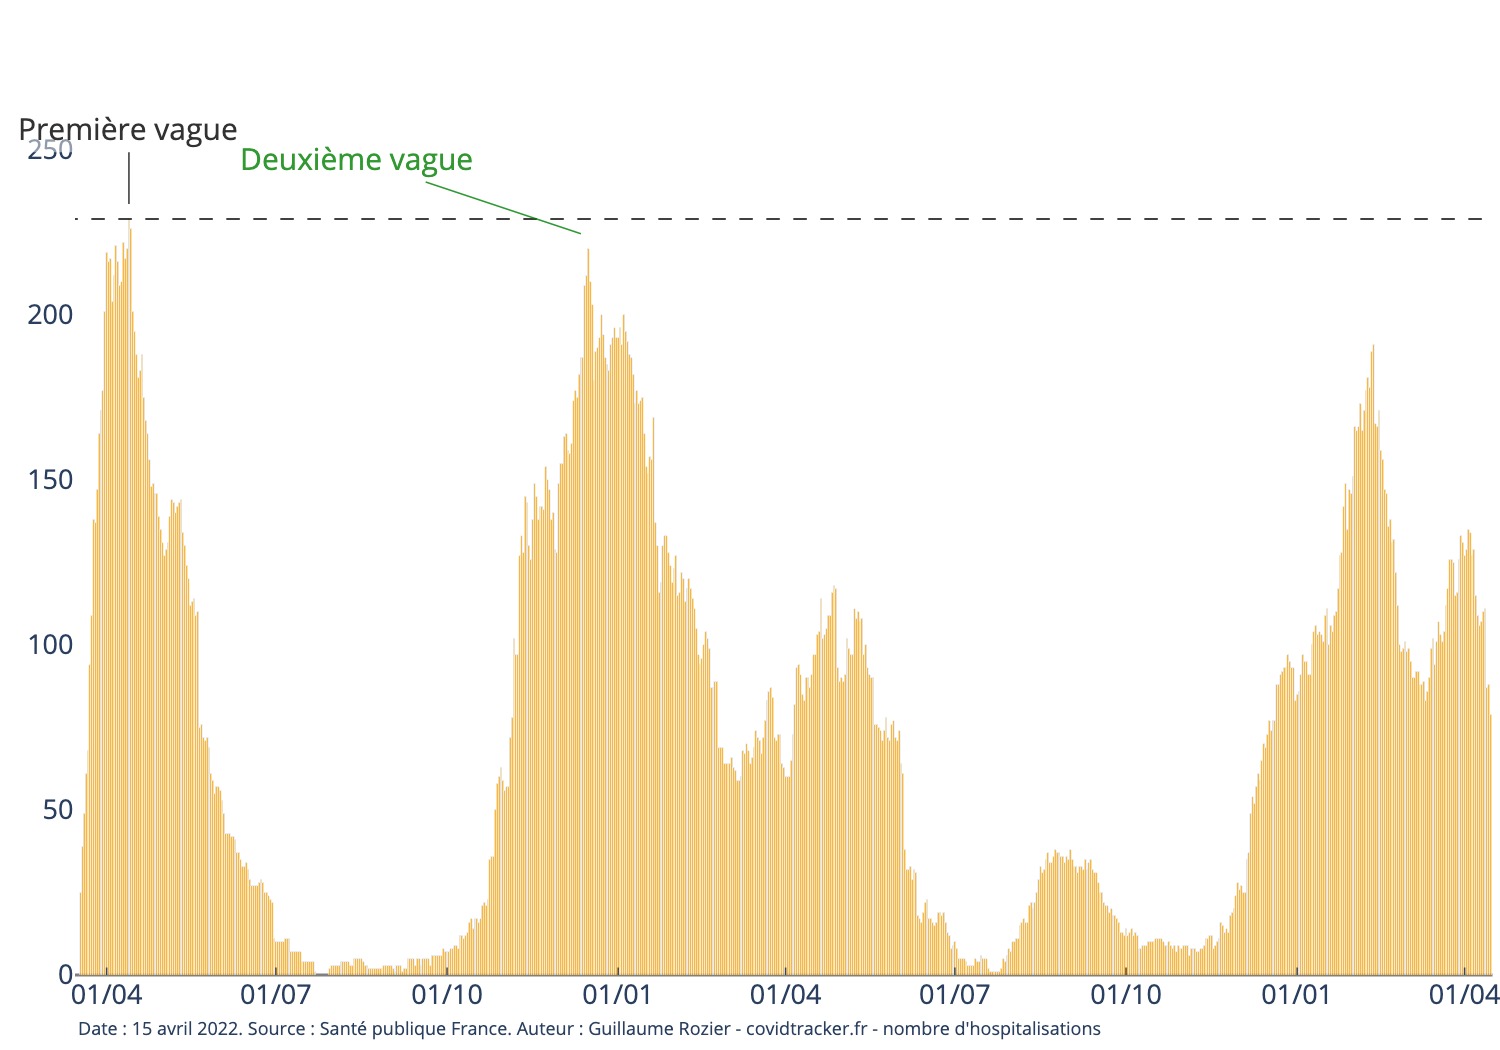 Première vague
250
Deuxième vague
200
150
100
50
0
01/04 01/07 01/10 01/01 01/04 01/07 01/10 01/01 01/04
Date : 15 avril 2022. Source : Santé publique France. Auteur : Guillaume Rozier - covidtracker.fr - nombre d'hospitalisations